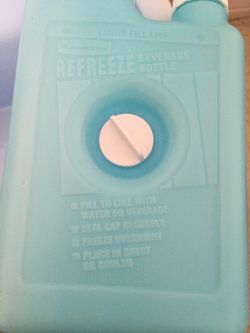 LIQUID FILL LINE
REFREEZE BEVERAGE
BOTTLE
FILL TO LINE WITH
WATER OR BEVERAGE
SEAL CAP SECURELY
FREEZE OVERNIGHT
PLACE IN CHEST
OR COOLER